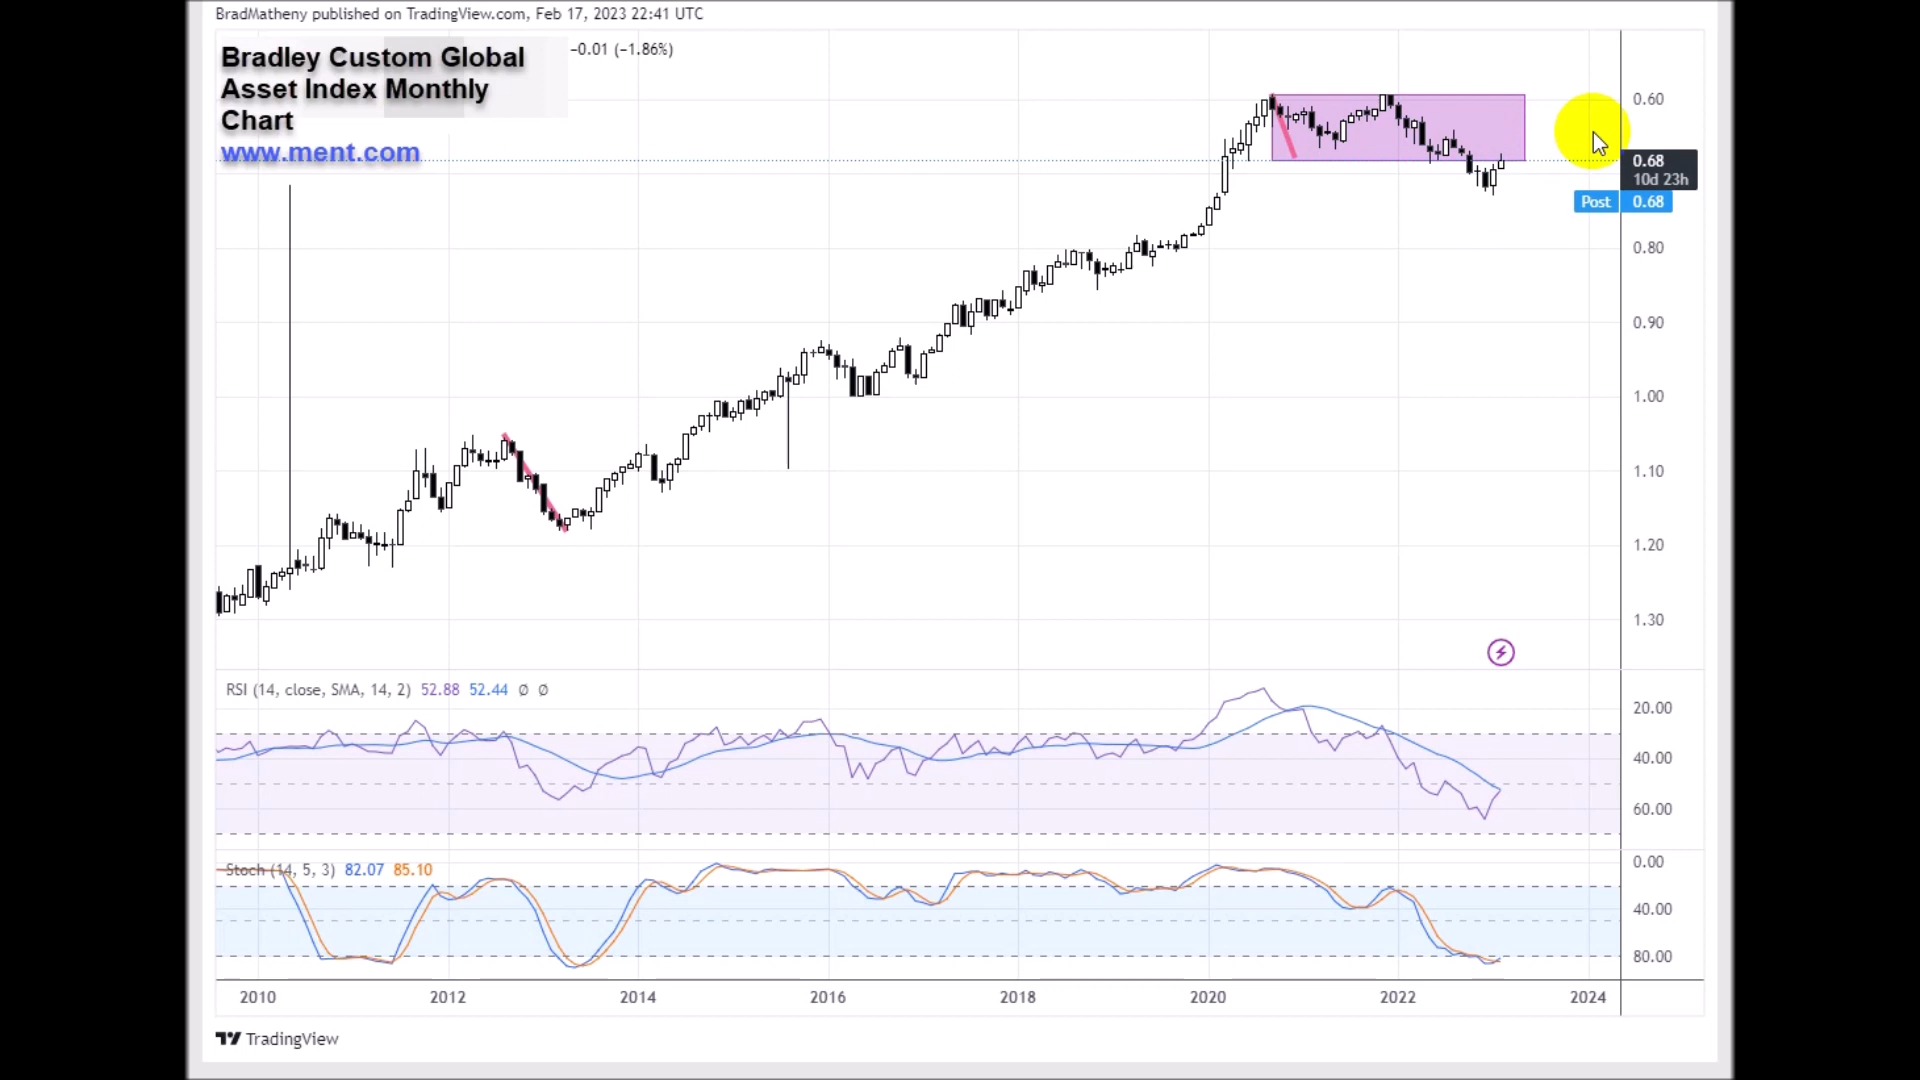 BradMatheny published on TradingView.com, Feb 17, 2023 22:41 UTC
Bradley Custom Global
Asset Index Monthly
Chart
www.ment.com
−0.01 (−1.86%)
0.60
0.68
10d 23h
Post 0.68
0.80
0.90
1.00
1.10
1.20
1.30
RSI (14, close, SMA, 14, 2) 52.88 52.44 Ø Ø
20.00
40.00
60.00
Stoch (14, 5, 3) 82.07 85.10
0.00
40.00
80.00
2010 2012 2014 2016 2018 2020 2022 2024
TradingView